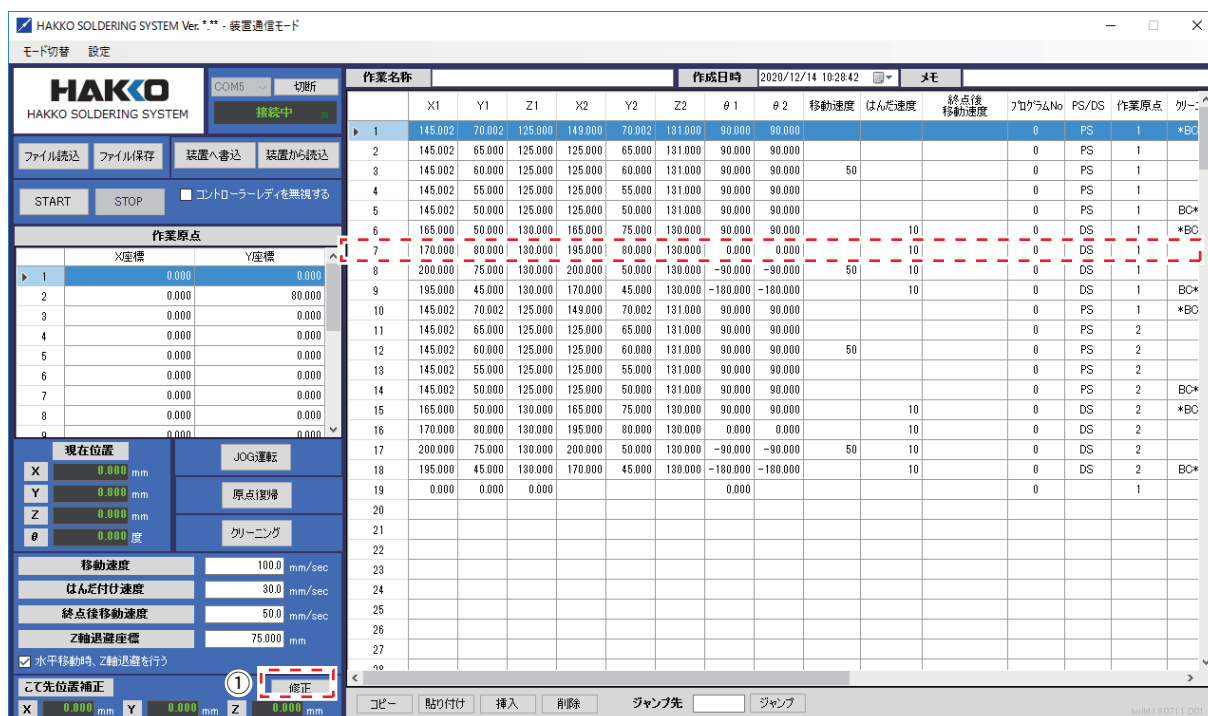 HAKKO SOLDERING SYSTEM Ver. *.** - 装置通信モード
モード切替 設定
HAKKO
HAKKO SOLDERING SYSTEM
COM5 切断
接続中
ファイル読込 ファイル保存 装置へ書込 装置から読込
START STOP コントローラーレディを無視する
作業原点
X座標 Y座標
1 0.000 0.000
2 0.000 80.000
3 0.000 0.000
4 0.000 0.000
5 0.000 0.000
6 0.000 0.000
7 0.000 0.000
8 0.000 0.000
9 0.000 0.000
現在位置 JOG運転
X 0.000 mm
Y 0.000 mm 原点復帰
Z 0.000 mm
θ 0.000 度 クリーニング
移動速度 100.0 mm/sec
はんだ付け速度 30.0 mm/sec
終点後移動速度 50.0 mm/sec
Z軸退避座標 75.000 mm
水平移動時、Z軸退避を行う
こて先位置補正 ① 修正
X 0.000 mm Y 0.000 mm Z 0.000 mm
作業名称 作成日時 2020/12/14 10:28:42 メモ
X1 Y1 Z1 X2 Y2 Z2 θ1 θ2 移動速度 はんだ速度 終点後移動速度 プログラムNo PS/DS 作業原点 クリーニ
1 145.002 70.002 125.000 149.000 70.002 131.000 90.000 90.000 0 PS 1 *BC
2 145.002 65.000 125.000 125.000 65.000 131.000 90.000 90.000 0 PS 1
3 145.002 60.000 125.000 125.000 60.000 131.000 90.000 90.000 50 0 PS 1
4 145.002 55.000 125.000 125.000 55.000 131.000 90.000 90.000 0 PS 1
5 145.002 50.000 125.000 125.000 50.000 131.000 90.000 90.000 0 PS 1 BC*
6 165.000 50.000 130.000 165.000 75.000 130.000 90.000 90.000 10 0 DS 1 *BC
7 170.000 80.000 130.000 195.000 80.000 130.000 0.000 0.000 10 0 DS 1
8 200.000 75.000 130.000 200.000 50.000 130.000 -90.000 -90.000 50 10 0 DS 1
9 195.000 45.000 130.000 170.000 45.000 130.000 -180.000 -180.000 10 0 DS 1 BC*
10 145.002 70.002 125.000 149.000 70.002 131.000 90.000 90.000 0 PS 1 *BC
11 145.002 65.000 125.000 125.000 65.000 131.000 90.000 90.000 0 PS 2
12 145.002 60.000 125.000 125.000 60.000 131.000 90.000 90.000 50 0 PS 2
13 145.002 55.000 125.000 125.000 55.000 131.000 90.000 90.000 0 PS 2
14 145.002 50.000 125.000 125.000 50.000 131.000 90.000 90.000 0 PS 2 BC*
15 165.000 50.000 130.000 165.000 75.000 130.000 90.000 90.000 10 0 DS 2 *BC
16 170.000 80.000 130.000 195.000 80.000 130.000 0.000 0.000 10 0 DS 2
17 200.000 75.000 130.000 200.000 50.000 130.000 -90.000 -90.000 50 10 0 DS 2
18 195.000 45.000 130.000 170.000 45.000 130.000 -180.000 -180.000 10 0 DS 2 BC*
19 0.000 0.000 0.000 0.000 0 1
20
21
22
23
24
25
26
27
28
コピー 貼り付け 挿入 削除 ジャンプ先 ジャンプ
build:180711.001